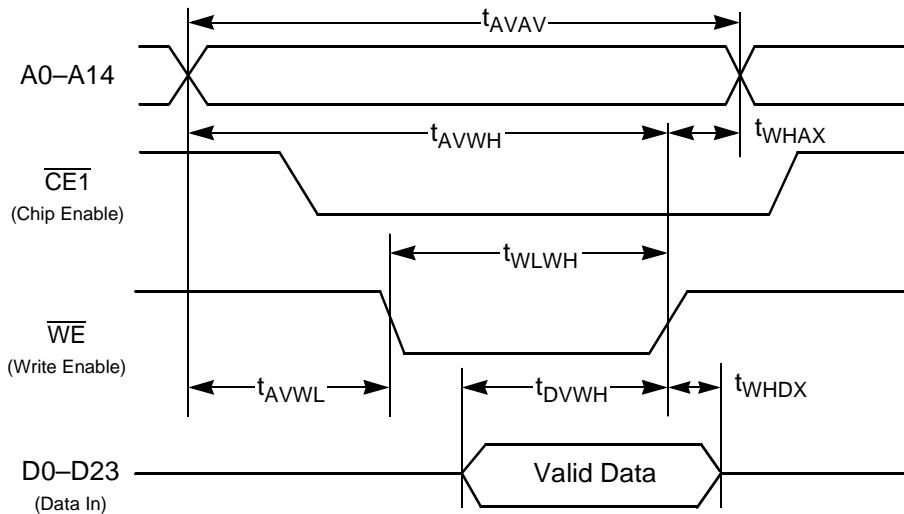 tAVAV
A0–A14
tAVWH
tWHAX
CE1
(Chip Enable)
tWLWH
WE
(Write Enable)
tAVWL
tDVWH
tWHDX
D0–D23
(Data In)
Valid Data